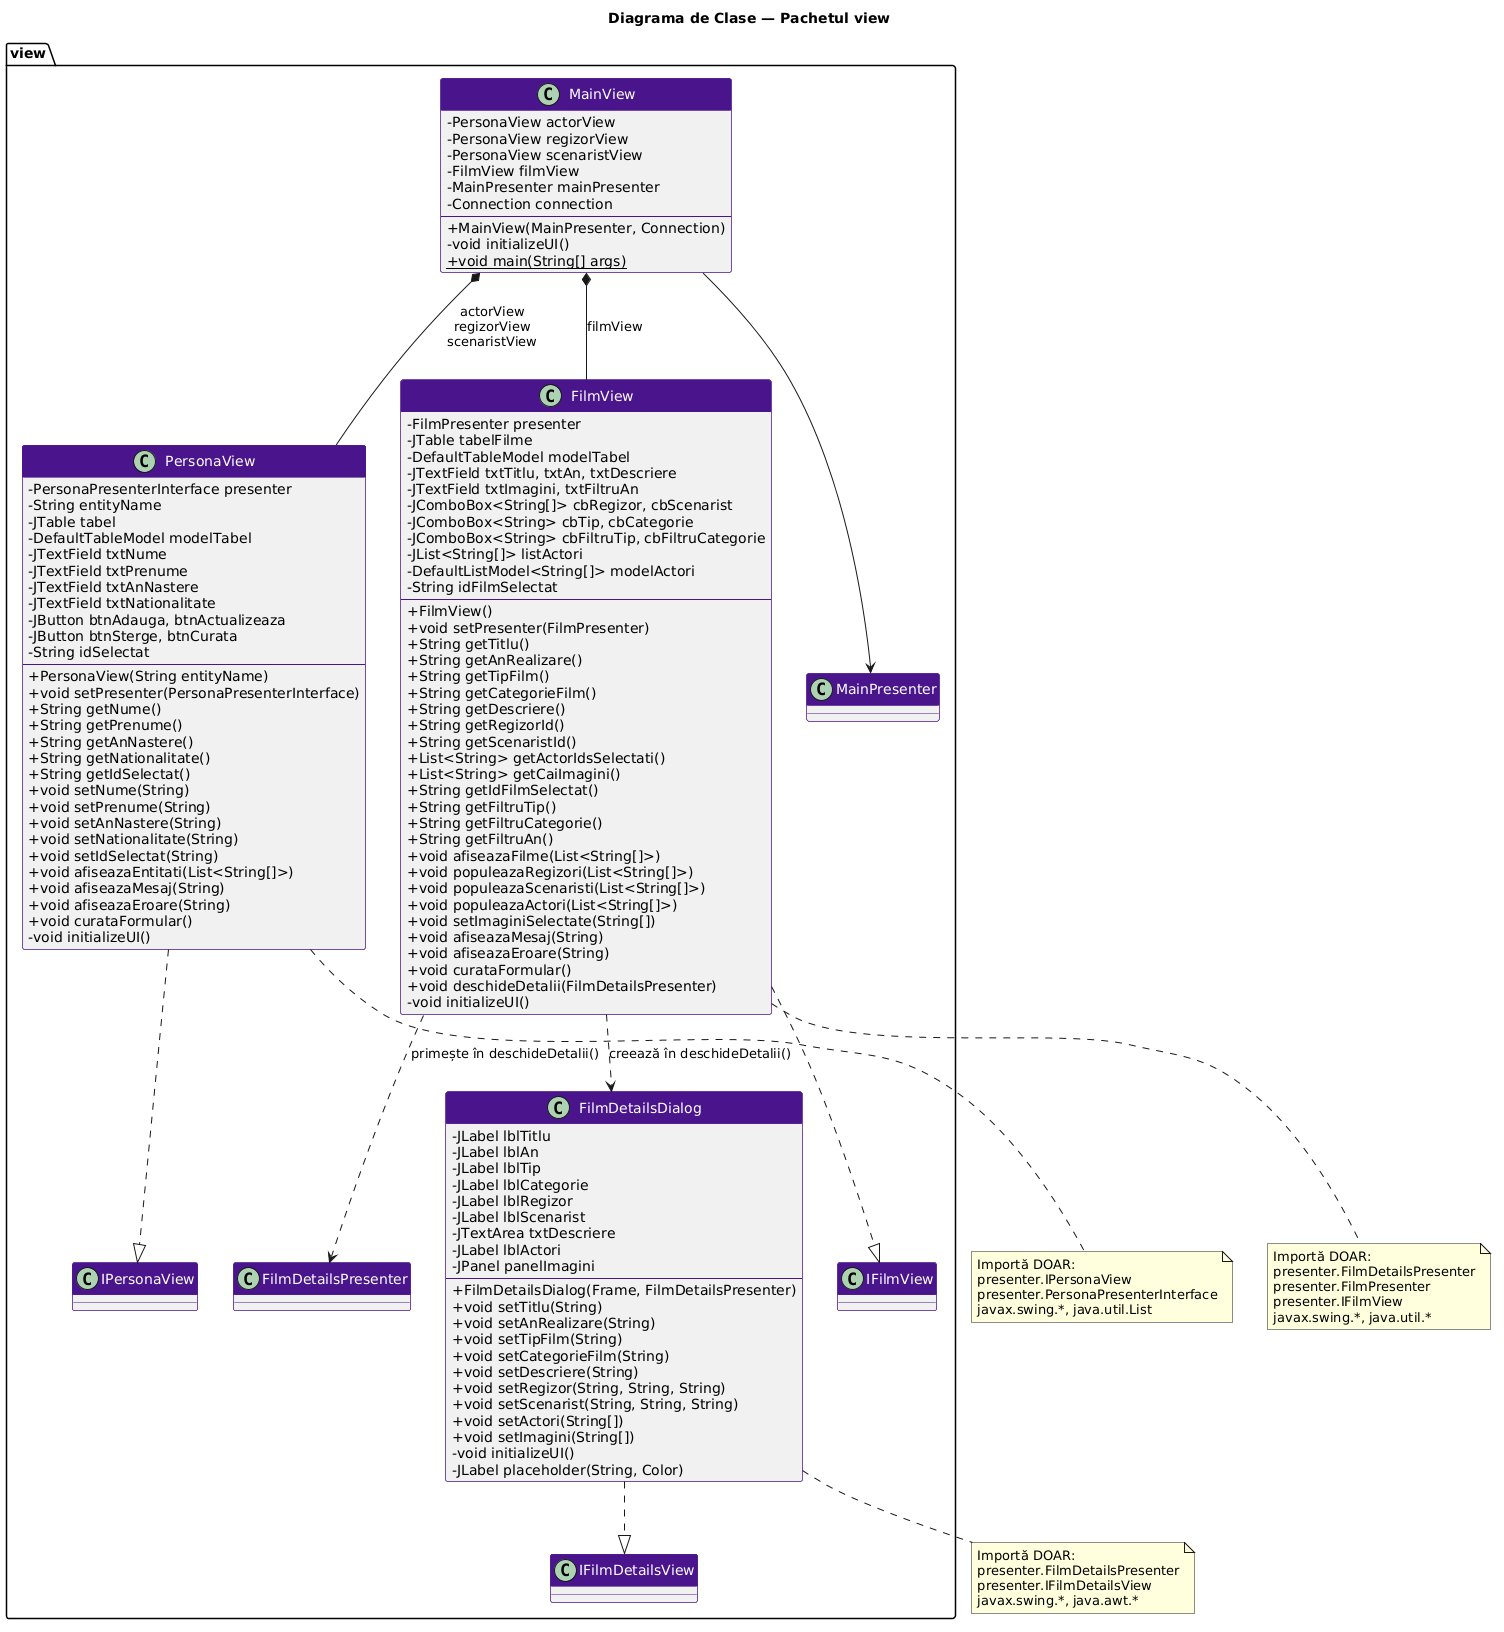 Diagrama de Clase — Pachetul view
view
C MainView
-PersonaView actorView
-PersonaView regizorView
-PersonaView scenaristView
-FilmView filmView
-MainPresenter mainPresenter
-Connection connection
+MainView(MainPresenter, Connection)
-void initializeUI()
+void main(String[] args)
actorView
regizorView
scenaristView
filmView
C PersonaView
-PersonaPresenterInterface presenter
-String entityName
-JTable tabel
-DefaultTableModel modelTabel
-JTextField txtNume
-JTextField txtPrenume
-JTextField txtAnNastere
-JTextField txtNationalitate
-JButton btnAdauga, btnActualizeaza
-JButton btnSterge, btnCurata
-String idSelectat
+PersonaView(String entityName)
+void setPresenter(PersonaPresenterInterface)
+String getNume()
+String getPrenume()
+String getAnNastere()
+String getNationalitate()
+String getIdSelectat()
+void setNume(String)
+void setPrenume(String)
+void setAnNastere(String)
+void setNationalitate(String)
+void setIdSelectat(String)
+void afiseazaEntitati(List<String[]>)
+void afiseazaMesaj(String)
+void afiseazaEroare(String)
+void curataFormular()
-void initializeUI()
C FilmView
-FilmPresenter presenter
-JTable tabelFilme
-DefaultTableModel modelTabel
-JTextField txtTitlu, txtAn, txtDescriere
-JTextField txtImagini, txtFiltruAn
-JComboBox<String[]> cbRegizor, cbScenarist
-JComboBox<String> cbTip, cbCategorie
-JComboBox<String> cbFiltruTip, cbFiltruCategorie
-JList<String[]> listActori
-DefaultListModel<String[]> modelActori
-String idFilmSelectat
+FilmView()
+void setPresenter(FilmPresenter)
+String getTitlu()
+String getAnRealizare()
+String getTipFilm()
+String getCategorieFilm()
+String getDescriere()
+String getRegizorId()
+String getScenaristId()
+List<String> getActorIdsSelectati()
+List<String> getCaiImagini()
+String getIdFilmSelectat()
+String getFiltruTip()
+String getFiltruCategorie()
+String getFiltruAn()
+void afiseazaFilme(List<String[]>)
+void populeazaRegizori(List<String[]>)
+void populeazaScenaristi(List<String[]>)
+void populeazaActori(List<String[]>)
+void setImaginiSelectate(String[])
+void afiseazaMesaj(String)
+void afiseazaEroare(String)
+void curataFormular()
+void deschideDetalii(FilmDetailsPresenter)
-void initializeUI()
C MainPresenter
primește în deschideDetalii()
creează în deschideDetalii()
C FilmDetailsDialog
-JLabel lblTitlu
-JLabel lblAn
-JLabel lblTip
-JLabel lblCategorie
-JLabel lblRegizor
-JLabel lblScenarist
-JTextArea txtDescriere
-JLabel lblActori
-JPanel panelImagini
+FilmDetailsDialog(Frame, FilmDetailsPresenter)
+void setTitlu(String)
+void setAnRealizare(String)
+void setTipFilm(String)
+void setCategorieFilm(String)
+void setDescriere(String)
+void setRegizor(String, String, String)
+void setScenarist(String, String, String)
+void setActori(String[])
+void setImagini(String[])
-void initializeUI()
-JLabel placeholder(String, Color)
C IPersonaView
C FilmDetailsPresenter
C IFilmView
Importă DOAR:
presenter.IPersonaView
presenter.PersonaPresenterInterface
javax.swing.*, java.util.List
Importă DOAR:
presenter.FilmDetailsPresenter
presenter.FilmPresenter
presenter.IFilmView
javax.swing.*, java.util.*
C IFilmDetailsView
Importă DOAR:
presenter.FilmDetailsPresenter
presenter.IFilmDetailsView
javax.swing.*, java.awt.*